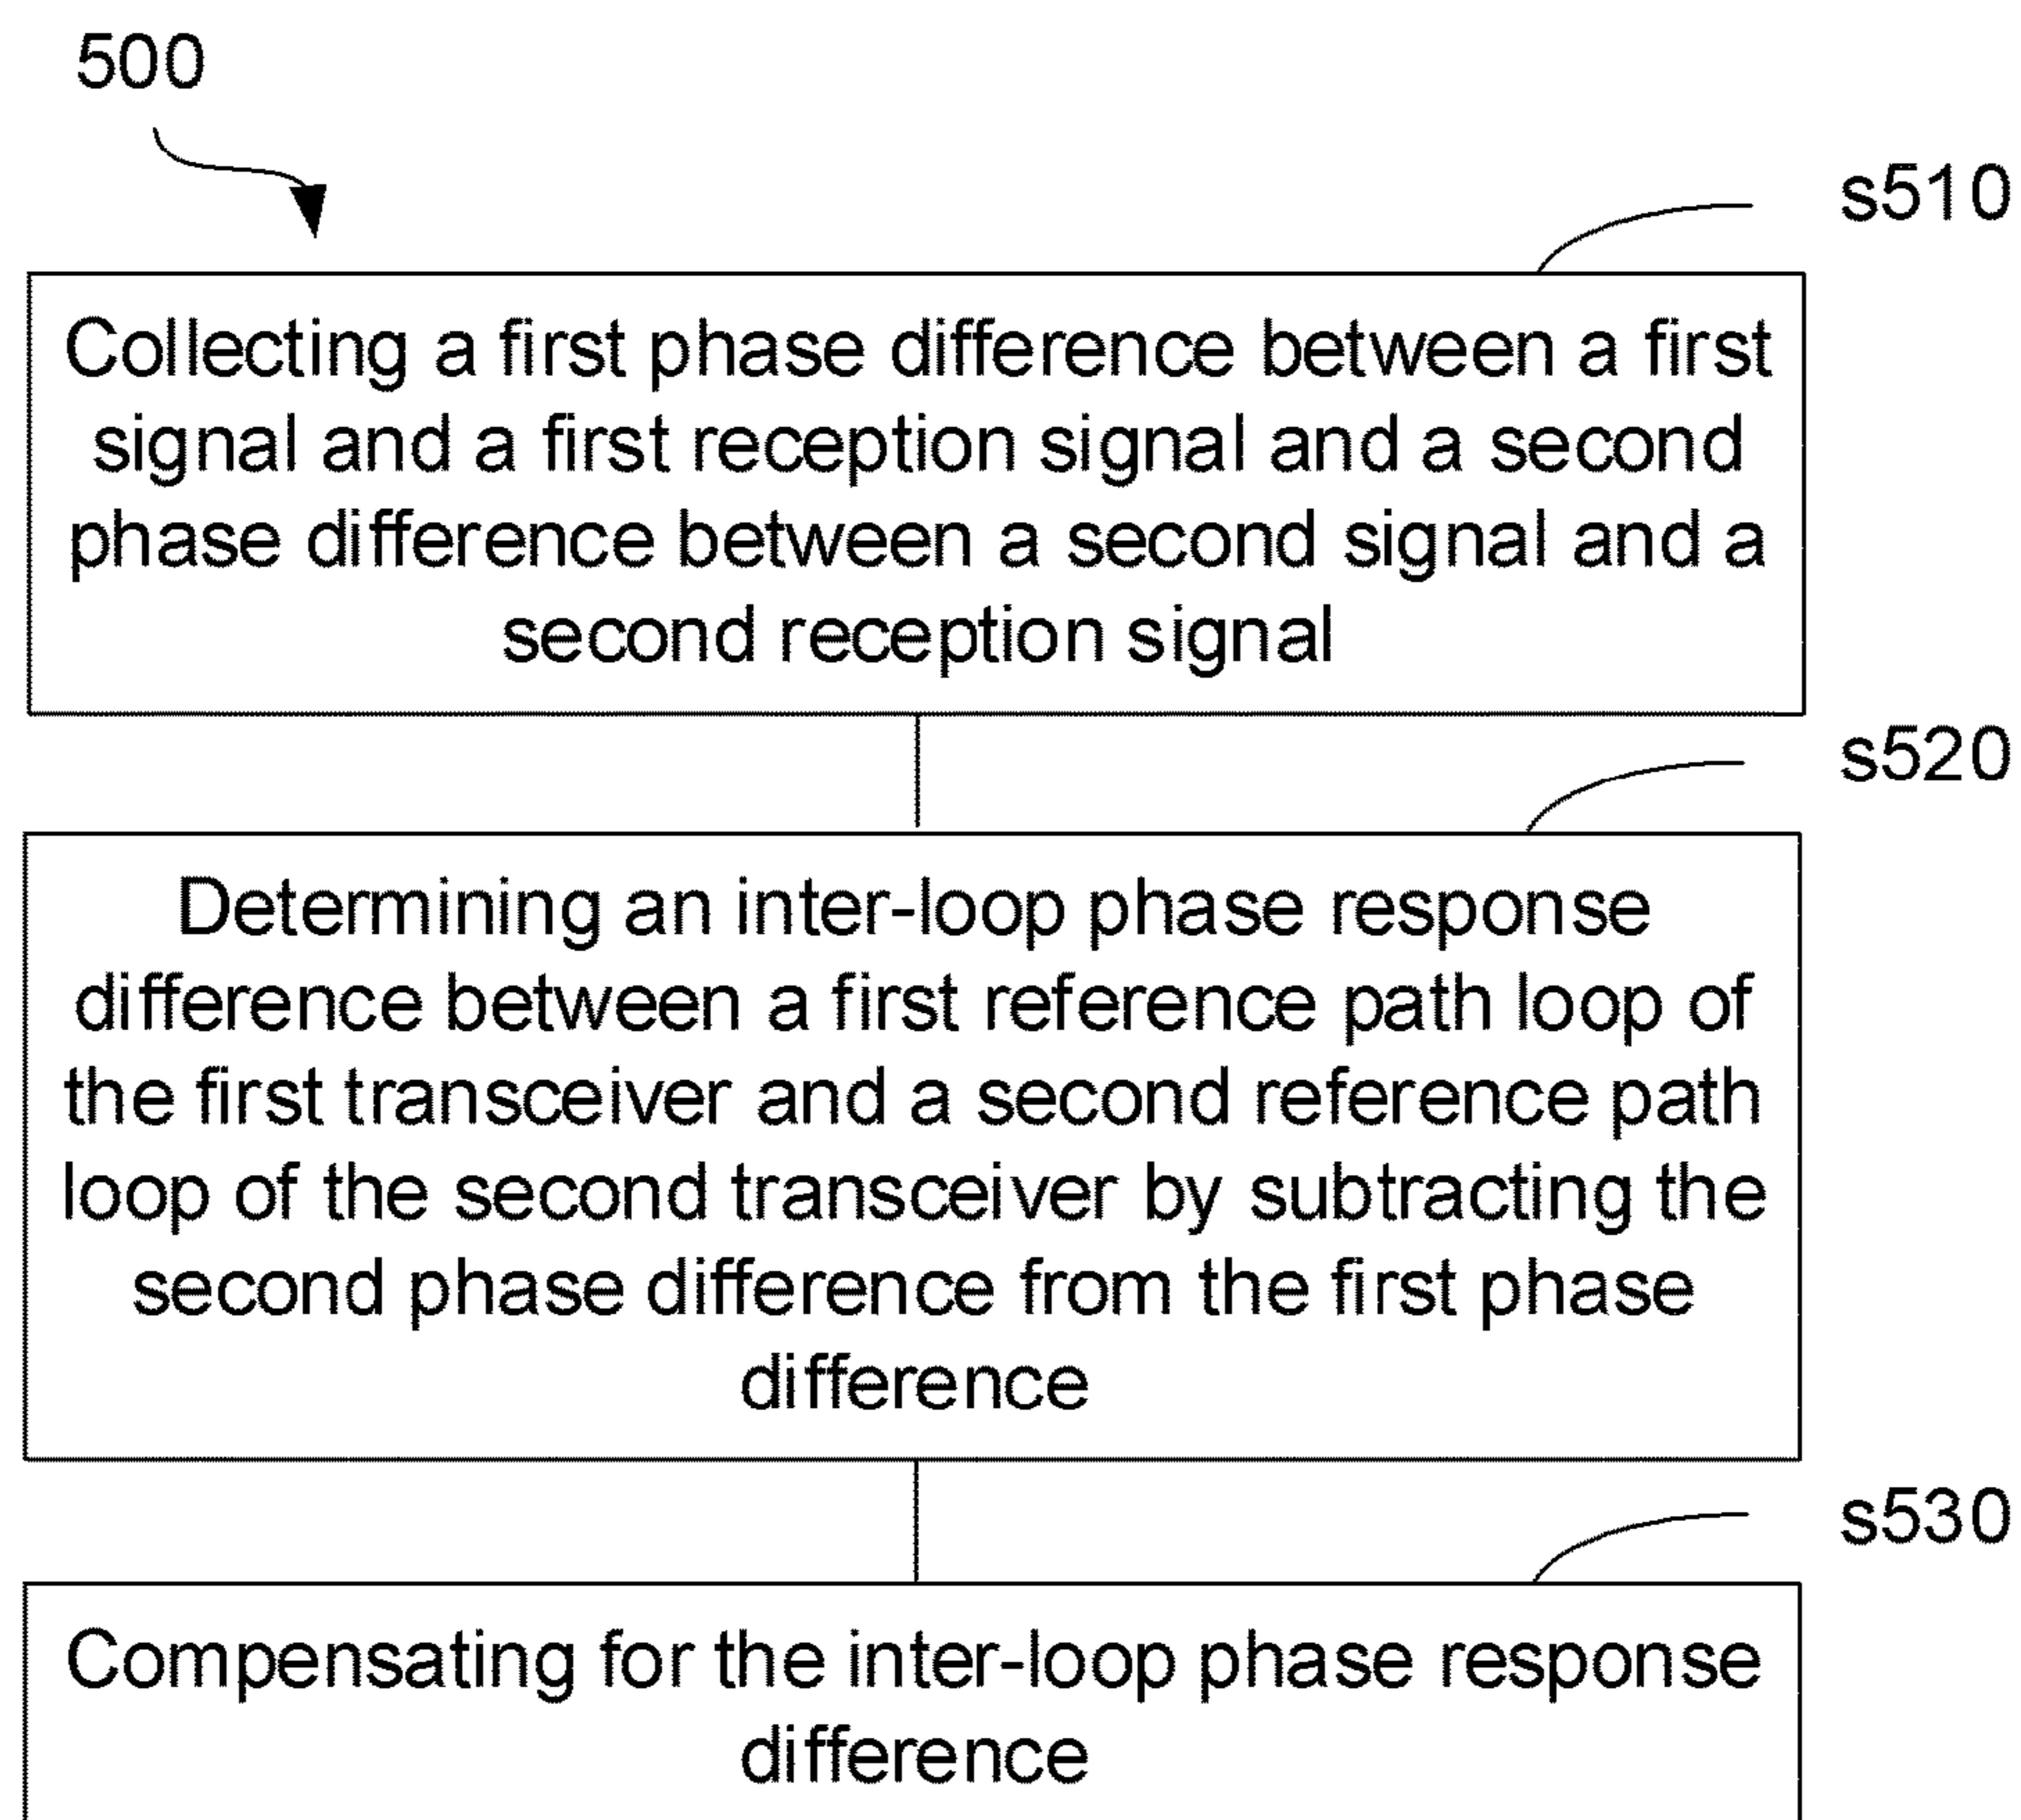 500
s510
Collecting a first phase difference between a first
signal and a first reception signal and a second
phase difference between a second signal and a
second reception signal
s520
Determining an inter-loop phase response
difference between a first reference path loop of
the first transceiver and a second reference path
loop of the second transceiver by subtracting the
second phase difference from the first phase
difference
s530
Compensating for the inter-loop phase response
difference